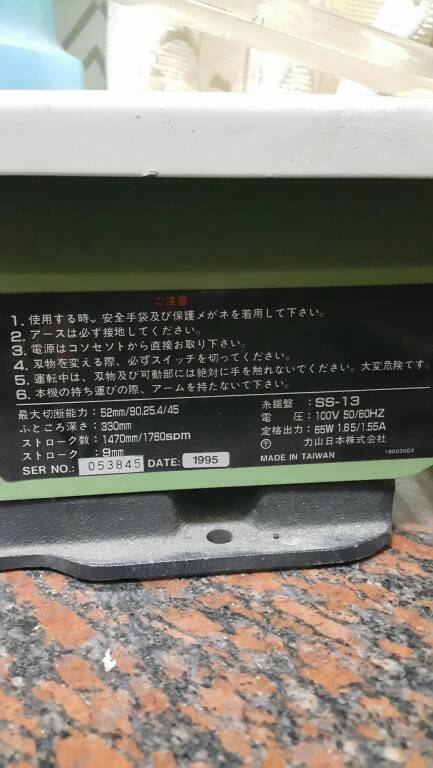 ご注意
1. 使用する時、安全手袋及び保護メガネを着用して下さい。
2. アースは必ず接地してください。
3. 電源はコソセソトから直接お取り下さい。
4. 刃物を変える際、必ずスイッチを切ってください。
5. 運転中は、刃物及び可動部には絶対に手を触れないてください。大変危険です。
6. 本機の持ち運びの際、アームを持たないて下さい。
最大切断能力 : 52mm/90,25.4/45
ふところ深さ : 330mm
ストローク数 : 1470mm/1760spm
ストローク : 9mm
SER NO.: 053845 DATE: 1995
糸鋸盤 : SS-13
電 圧 : 100V 50/60HZ
定格出力 : 65W 1.65/1.55A
力山日本株式会社
MADE IN TAIWAN